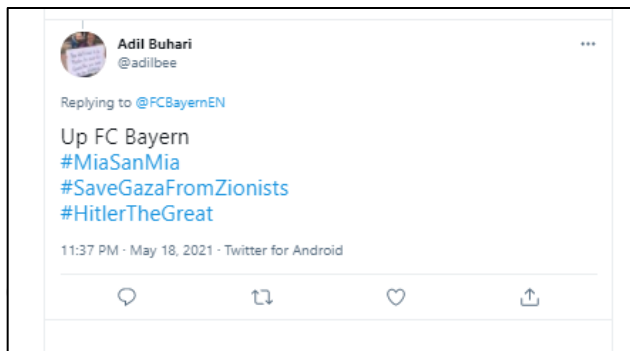 Adil Buhari
@adilbee
Replying to @FCBayernEN
Up FC Bayern
#MiaSanMia
#SaveGazaFromZionists
#HitlerTheGreat
11:37 PM · May 18, 2021 · Twitter for Android